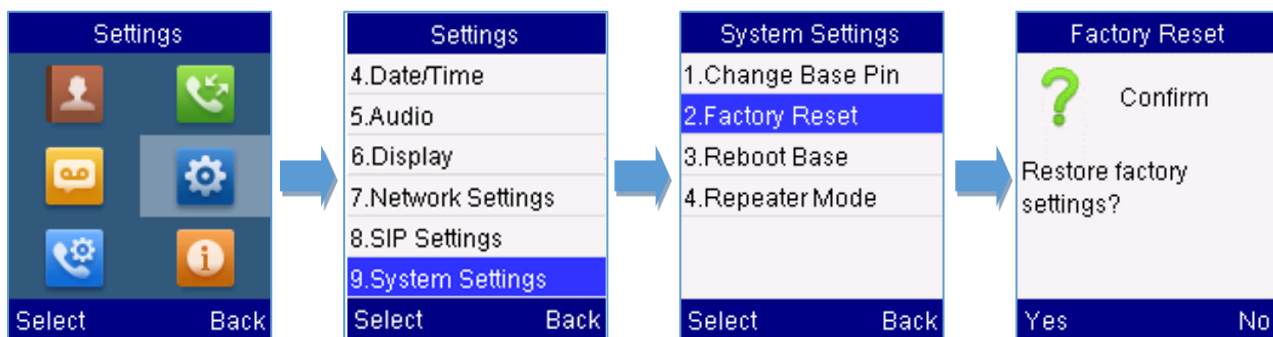 Settings
Select Back
Settings
4.Date/Time
5.Audio
6.Display
7.Network Settings
8.SIP Settings
9.System Settings
Select Back
System Settings
1.Change Base Pin
2.Factory Reset
3.Reboot Base
4.Repeater Mode
Select Back
Factory Reset
Confirm
Restore factory
settings?
Yes No